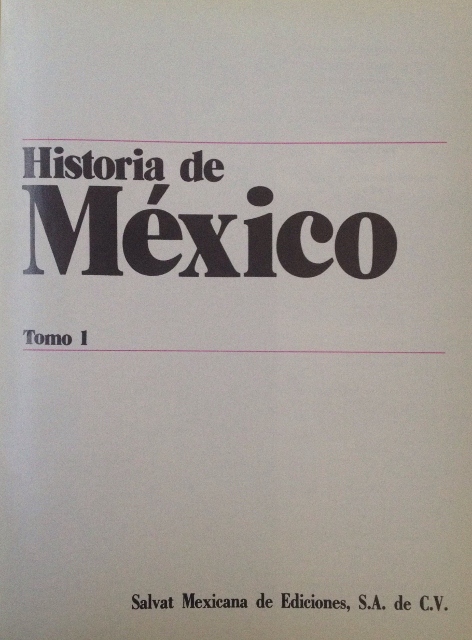 Historia de
México
Tomo 1
Salvat Mexicana de Ediciones, S.A. de C.V.